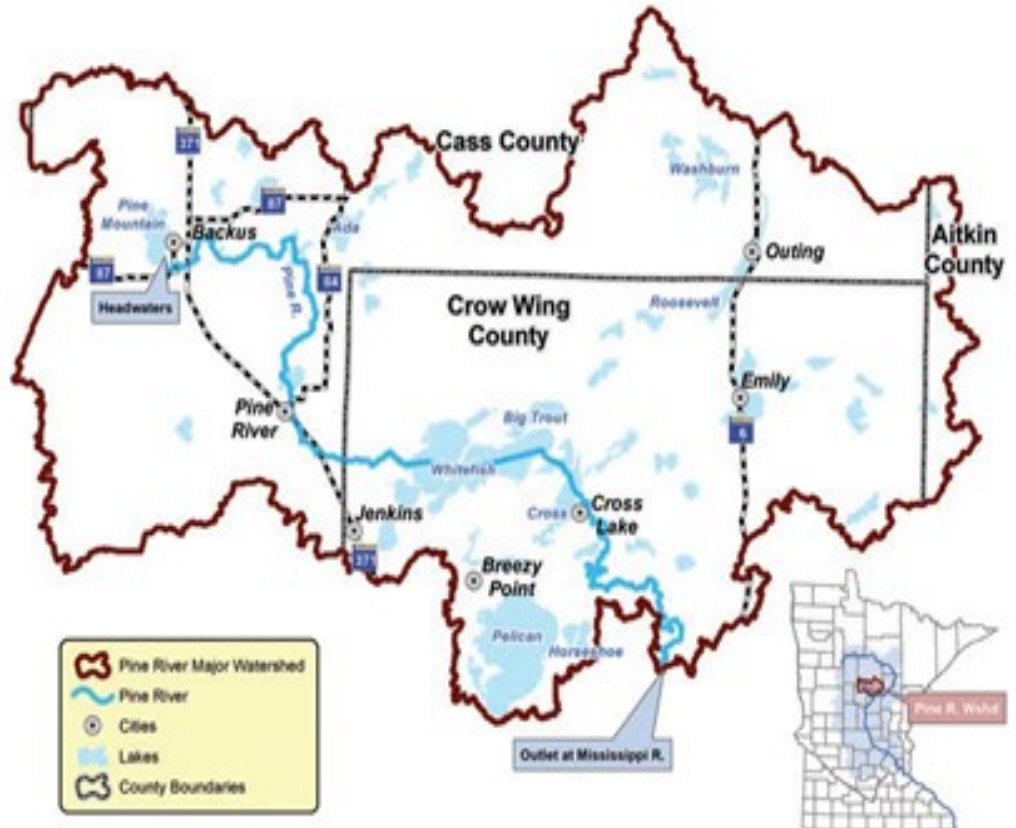 Cass County
371
Washburn
Pine
Mountain
87
Ada
Backus
Outing
Aitkin
County
87
84
Pine R.
Headwaters
Crow Wing
County
Roosevelt
Emily
Pine
River
Big Trout
6
Whitefish
Cross
Cross
Lake
Jenkins
371
Breezy
Point
Pelican
Horseshoe
Pine River Major Watershed
Pine River
Cities
Lakes
County Boundaries
Outlet at Mississippi R.
Pine R. Wshd